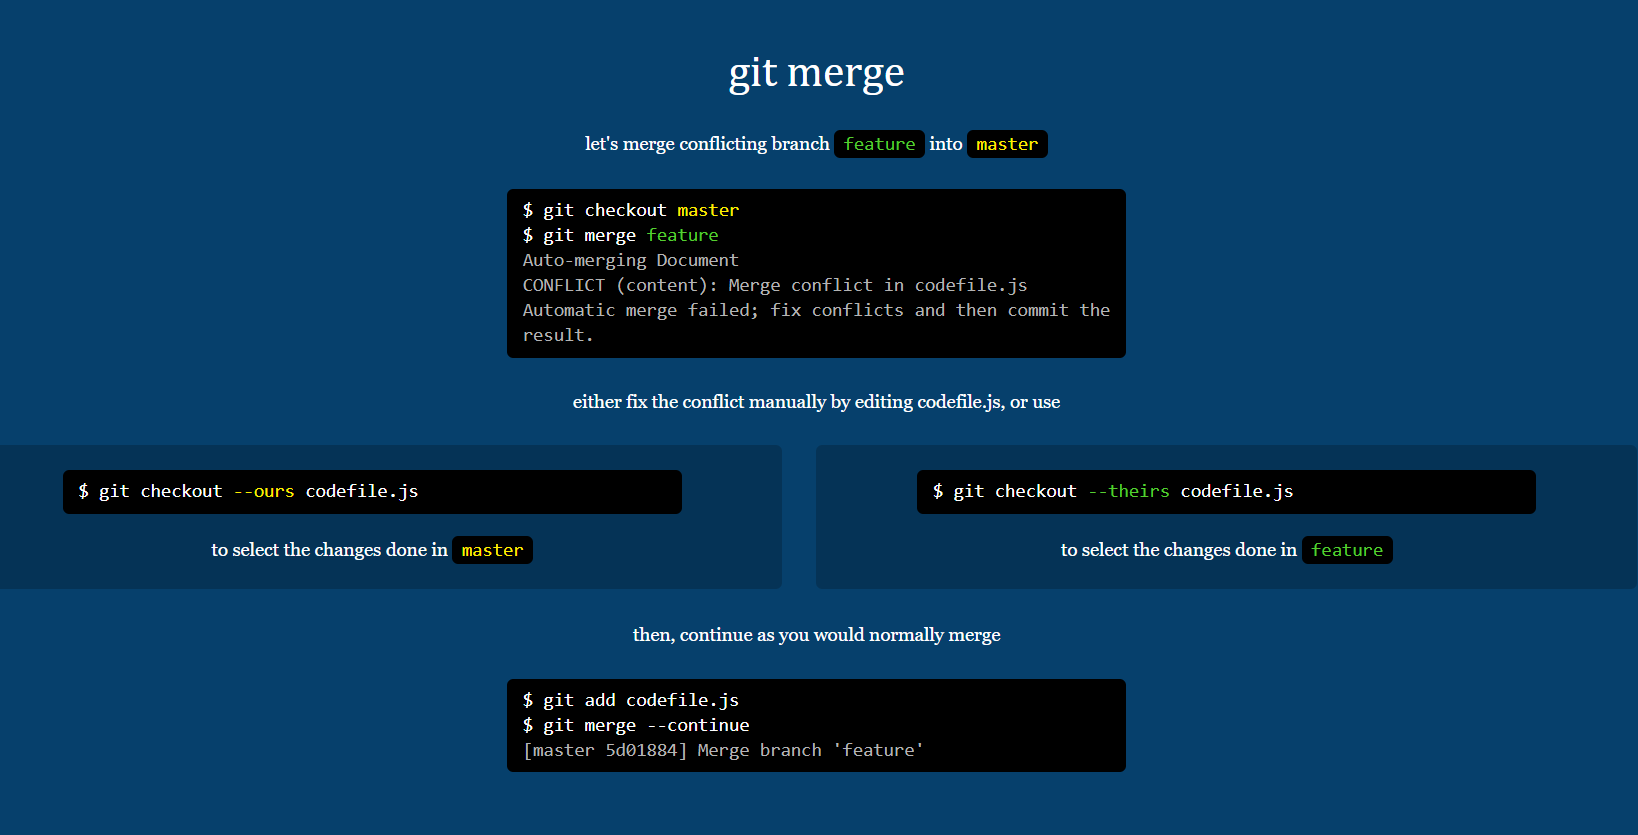 git merge
let's merge conflicting branch feature into master
$ git checkout master
$ git merge feature
Auto-merging Document
CONFLICT (content): Merge conflict in codefile.js
Automatic merge failed; fix conflicts and then commit the
result.
either fix the conflict manually by editing codefile.js, or use
$ git checkout --ours codefile.js
to select the changes done in master
$ git checkout --theirs codefile.js
to select the changes done in feature
then, continue as you would normally merge
$ git add codefile.js
$ git merge --continue
[master 5d01884] Merge branch 'feature'